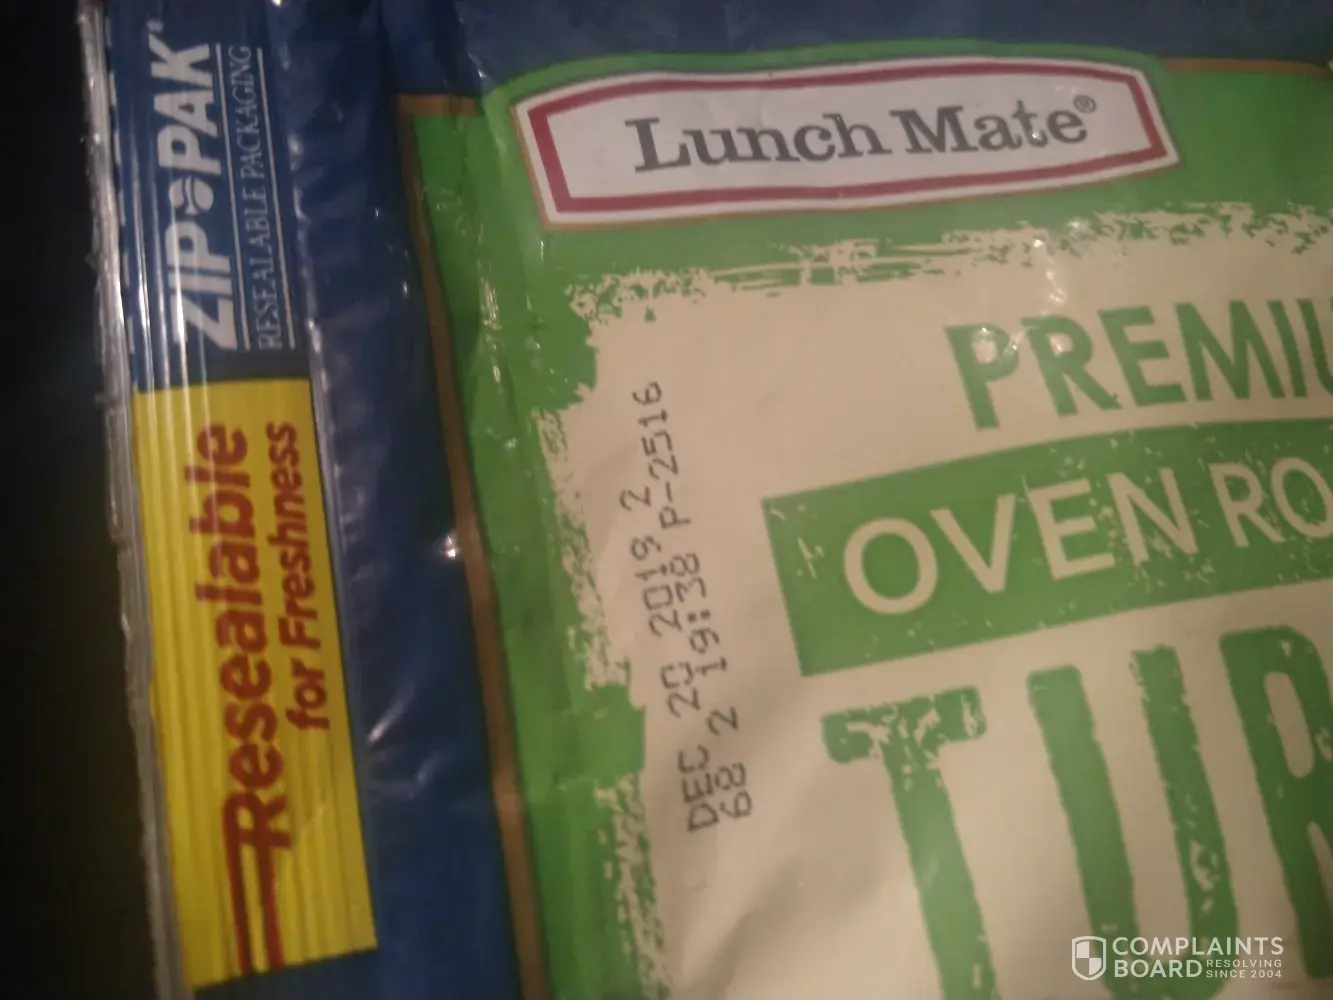 ZIP-PAK®
RESEALABLE PACKAGING
Resealable
for Freshness
Lunch Mate®
DEC 20 2019 2
68 2 19:38 P-2516
PREMIU
OVEN RO
TUR
COMPLAINTS
BOARD RESOLVING
SINCE 2004